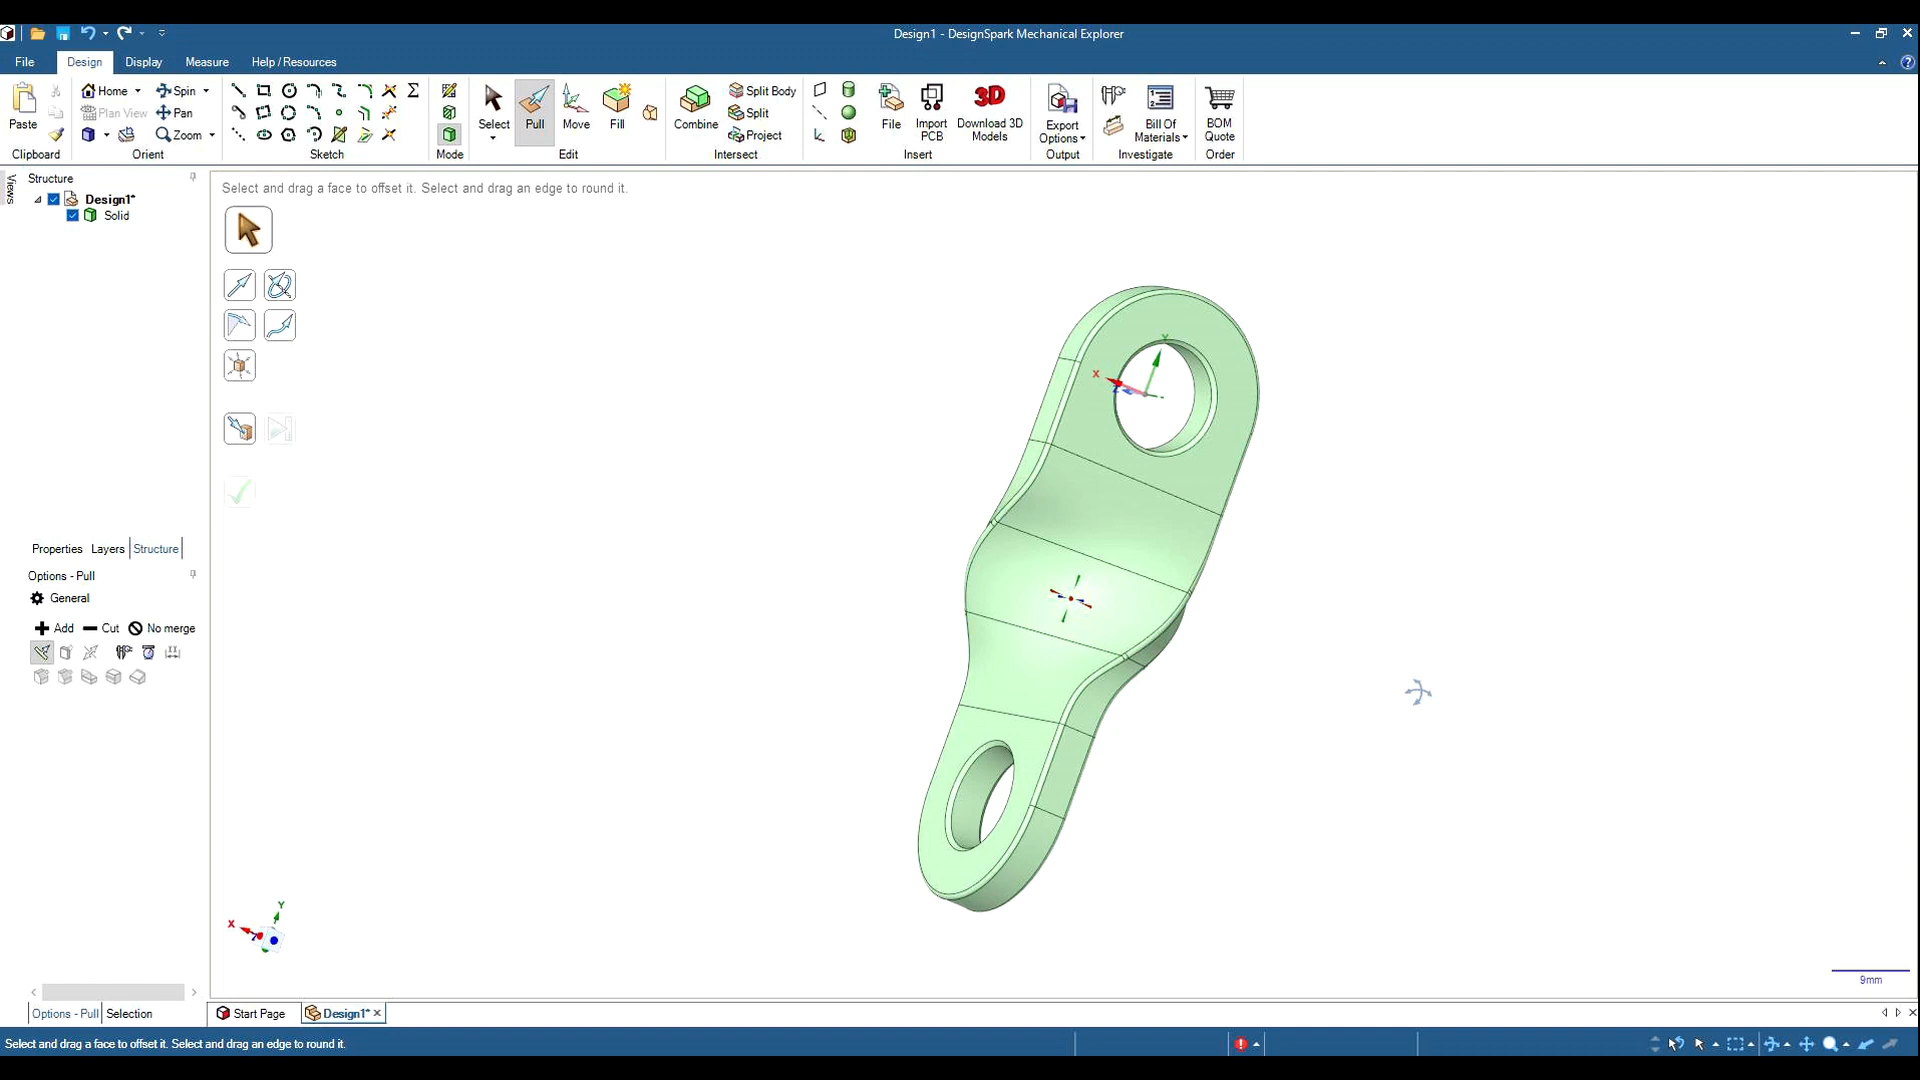 Design1 - DesignSpark Mechanical Explorer
File Design Display Measure Help / Resources
Home Spin
Plan View Pan
Zoom
Paste
Select Pull Move Fill
Combine
Split Body
Split
Project
File Import PCB Download 3D Models
3D
Export Options
Bill Of Materials
BOM Quote
Clipboard Orient Sketch Mode Edit Intersect Insert Output Investigate Order
Views
Structure
Design1*
Solid
Select and drag a face to offset it. Select and drag an edge to round it.
Y
X
Z
Properties Layers Structure
Options - Pull
General
Add Cut No merge
Y
X
Z
9mm
Options - Pull Selection
Start Page Design1*
Select and drag a face to offset it. Select and drag an edge to round it.